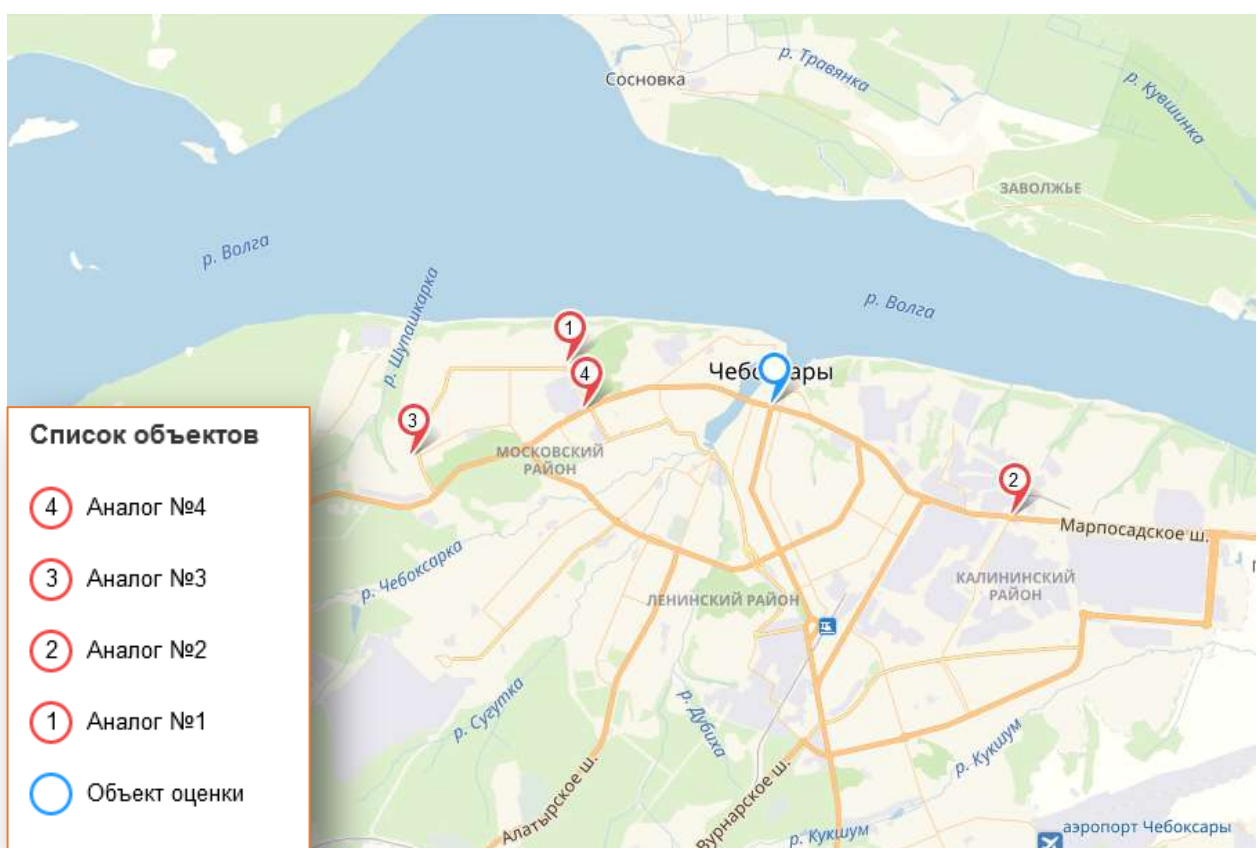 Сосновка
р. Травянка
р. Кувшинка
ЗАВОЛЖЬЕ
р. Волга
р. Волга
р. Шупашкарка
1
4
Чебоксары
3
МОСКОВСКИЙ
РАЙОН
2
Марпосадское ш.
р. Чебоксарка
ЛЕНИНСКИЙ РАЙОН
КАЛИНИНСКИЙ
РАЙОН
р. Сугутка
р. Дубиха
р. Кукшум
Алатырское ш.
Вурнарское ш.
р. Кукшум
аэропорт Чебоксары
Список объектов
4 Аналог №4
3 Аналог №3
2 Аналог №2
1 Аналог №1
Объект оценки